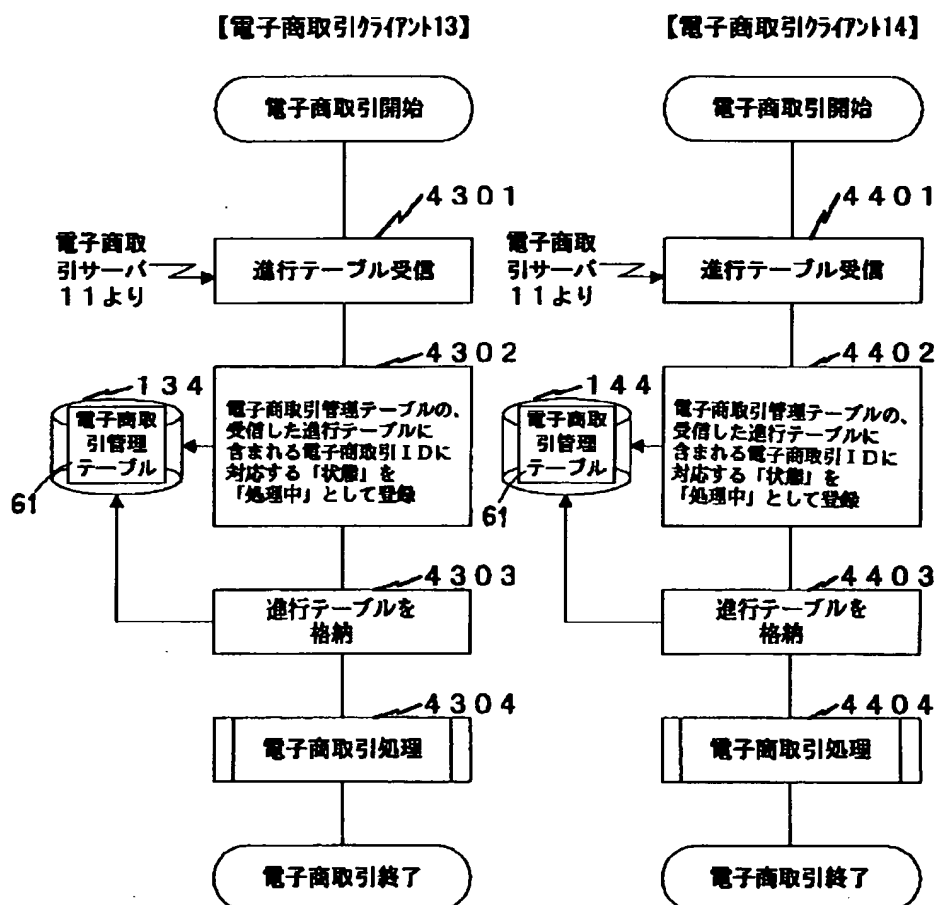 【電子商取引クライアント13】
電子商取引開始
4301
電子商取
引サーバ
11より
進行テーブル受信
4302
134
電子商取
引管理
テーブル
61
電子商取引管理テーブルの、
受信した進行テーブルに
含まれる電子商取引IDに
対応する「状態」を
「処理中」として登録
4303
進行テーブルを
格納
4304
電子商取引処理
電子商取引終了
【電子商取引クライアント14】
電子商取引開始
4401
電子商取
引サーバ
11より
進行テーブル受信
4402
144
電子商取
引管理
テーブル
61
電子商取引管理テーブルの、
受信した進行テーブルに
含まれる電子商取引IDに
対応する「状態」を
「処理中」として登録
4403
進行テーブルを
格納
4404
電子商取引処理
電子商取引終了